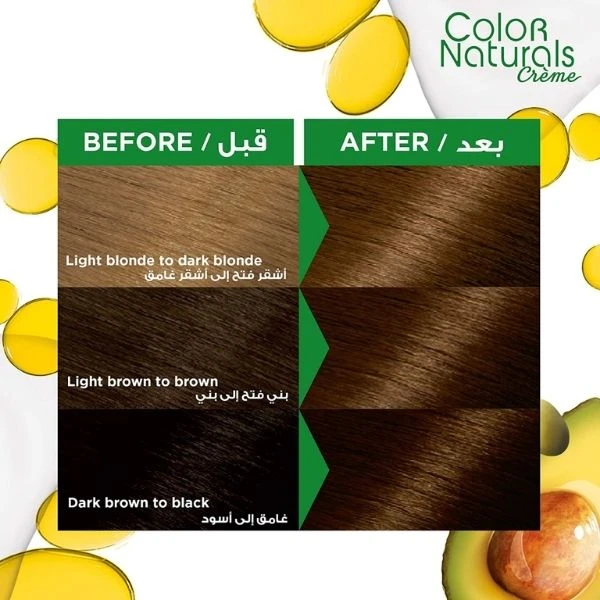 Color
Naturals
Crème
BEFORE / قبل
AFTER / بعد
Light blonde to dark blonde
أشقر فتح إلى أشقر غامق
Light brown to brown
بني فتح إلى بني
Dark brown to black
غامق إلى أسود